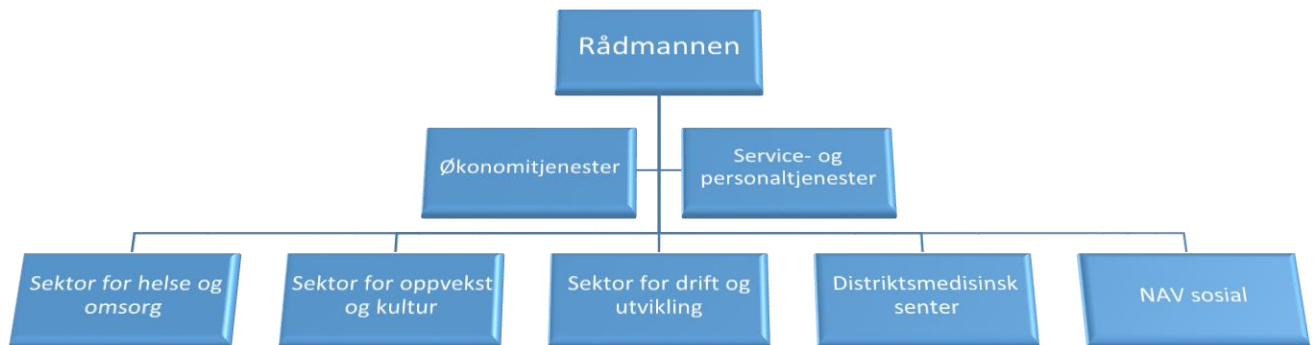 Rådmannen
Økonomitjenester
Service- og
personaltjenester
Sektor for helse og
omsorg
Sektor for oppvekst
og kultur
Sektor for drift og
utvikling
Distriktsmedisinsk
senter
NAV sosial